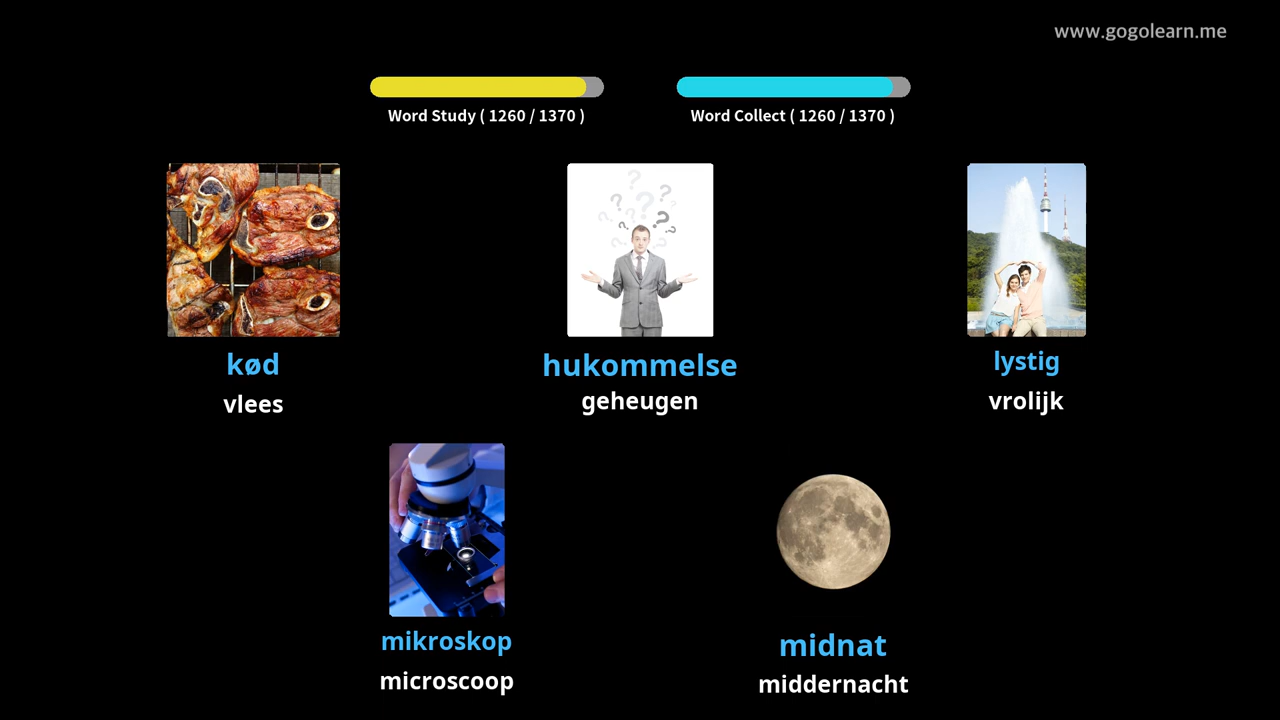 www.gogolearn.me
Word Study ( 1260 / 1370 )
Word Collect ( 1260 / 1370 )
kød
vlees
hukommelse
geheugen
lystig
vrolijk
mikroskop
microscoop
midnat
middernacht